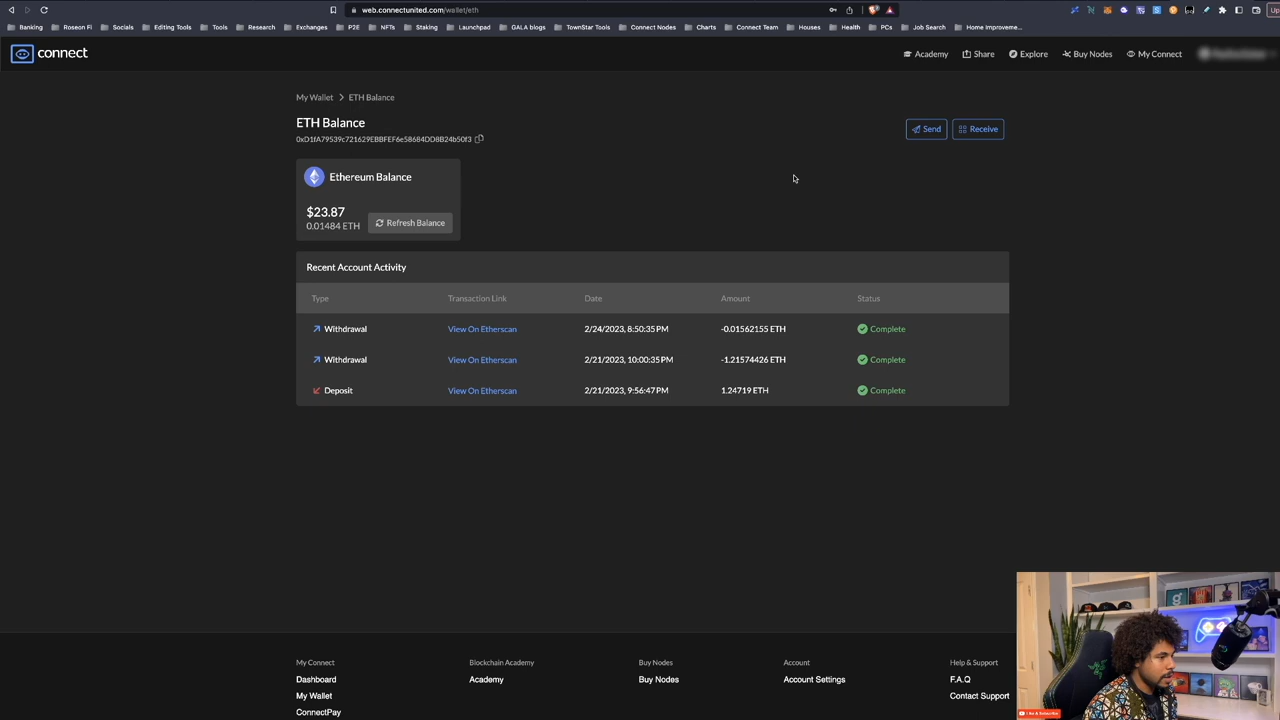 web.connectunited.com/wallet/eth
Up
Banking Roseon Fi Socials Editing Tools Tools Research Exchanges P2E NFTs Staking Launchpad GALA blogs TownStar Tools Connect Nodes Charts Connect Team Houses Health PCs Job Search Home Improveme...
connect
Academy Share Explore Buy Nodes My Connect
My Wallet > ETH Balance
ETH Balance
0xD1fA79539c721629EBBFEF6e58684DD8B24b50f3
Send Receive
Ethereum Balance
$23.87
0.01484 ETH
Refresh Balance
Recent Account Activity
Type Transaction Link Date Amount Status
Withdrawal View On Etherscan 2/24/2023, 8:50:35 PM -0.01562155 ETH Complete
Withdrawal View On Etherscan 2/21/2023, 10:00:35 PM -1.21574426 ETH Complete
Deposit View On Etherscan 2/21/2023, 9:56:47 PM 1.24719 ETH Complete
My Connect Blockchain Academy Buy Nodes Account Help & Support
Dashboard Academy Buy Nodes Account Settings F.A.Q
My Wallet Contact Support
ConnectPay
Like & Subscribe